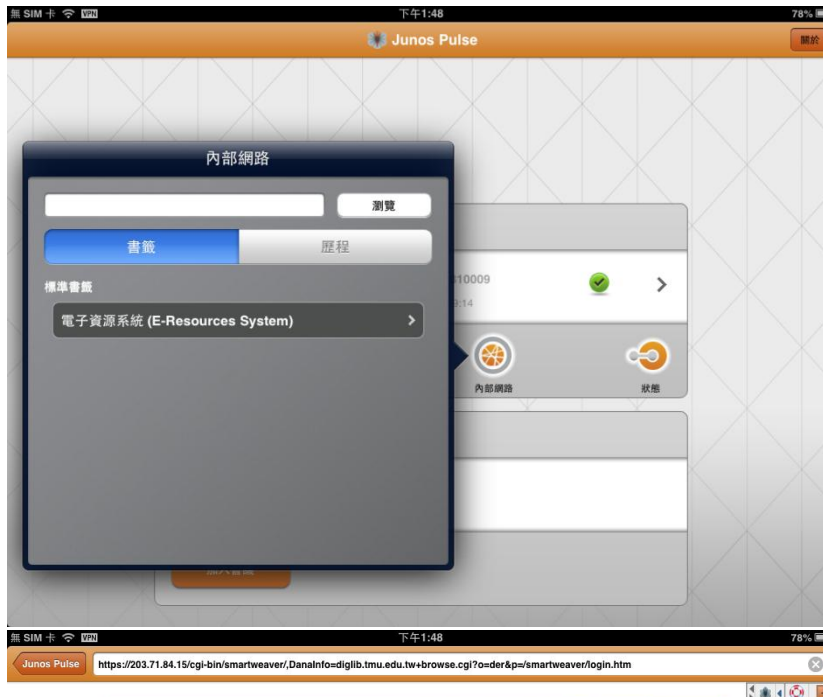 無 SIM 卡 VPN 下午1:48 78%
Junos Pulse
關於
內部網路
瀏覽
書籤 歷程
標準書籤
電子資源系統 (E-Resources System)
310009
9:14
內部網路 狀態
無 SIM 卡 VPN 下午1:48 78%
Junos Pulse https://203.71.84.15/cgi-bin/smartweaver/,DanaInfo=diglib.tmu.edu.tw+browse.cgi?o=der&p=/smartweaver/login.htm